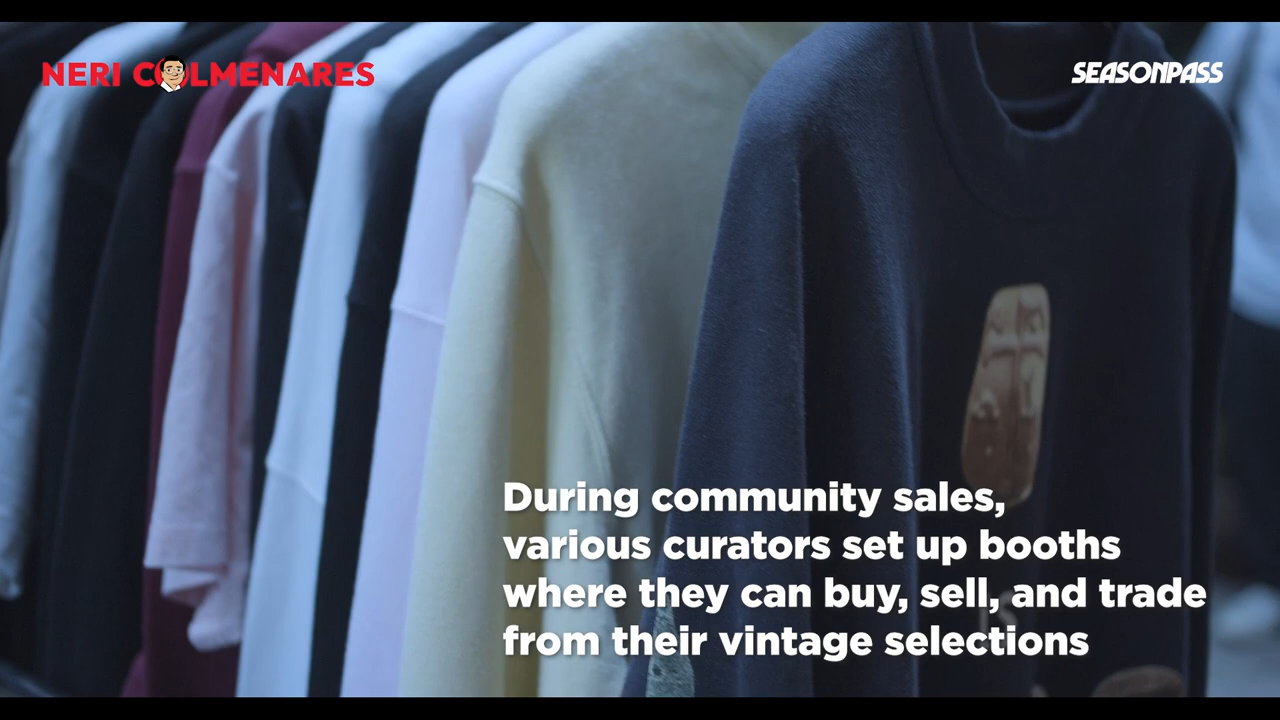 NERI COLMENARES
SEASONPASS
During community sales,
various curators set up booths
where they can buy, sell, and trade
from their vintage selections